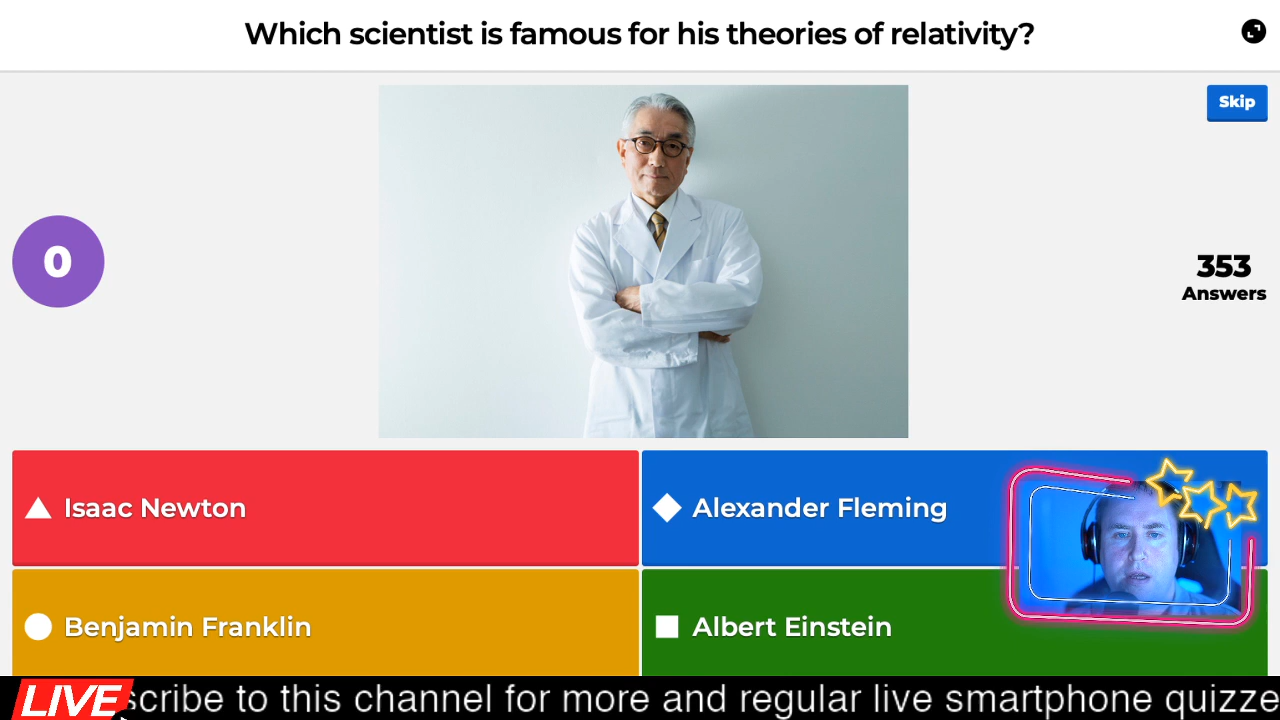 Which scientist is famous for his theories of relativity?
Skip
0
353
Answers
Isaac Newton
Alexander Fleming
Benjamin Franklin
Albert Einstein
LIVE
scribe to this channel for more and regular live smartphone quizze